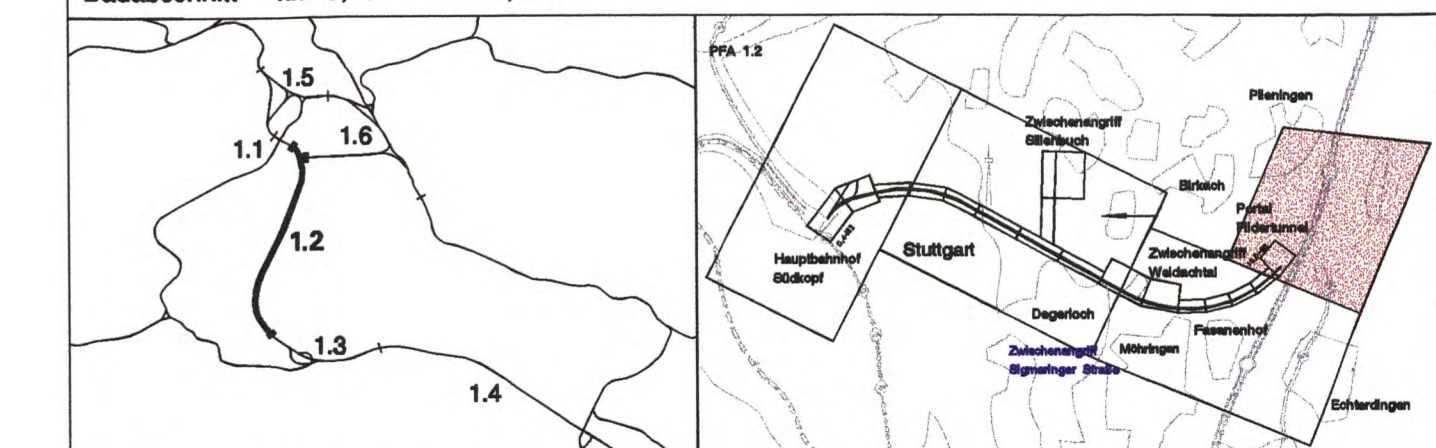 1.5
1.6
1.1
1.2
1.3
1.4
PFA 1.2
Plieningen
Zwischenangriff
Sillenbuch
Birkach
Portal
Fildertunnel
Zwischenangriff
Weidachtal
Stuttgart
Hauptbahnhof
Südkopf
Degerloch
Fasanenhof
Möhringen
Zwischenangriff
Sigmaringer Straße
Echterdingen